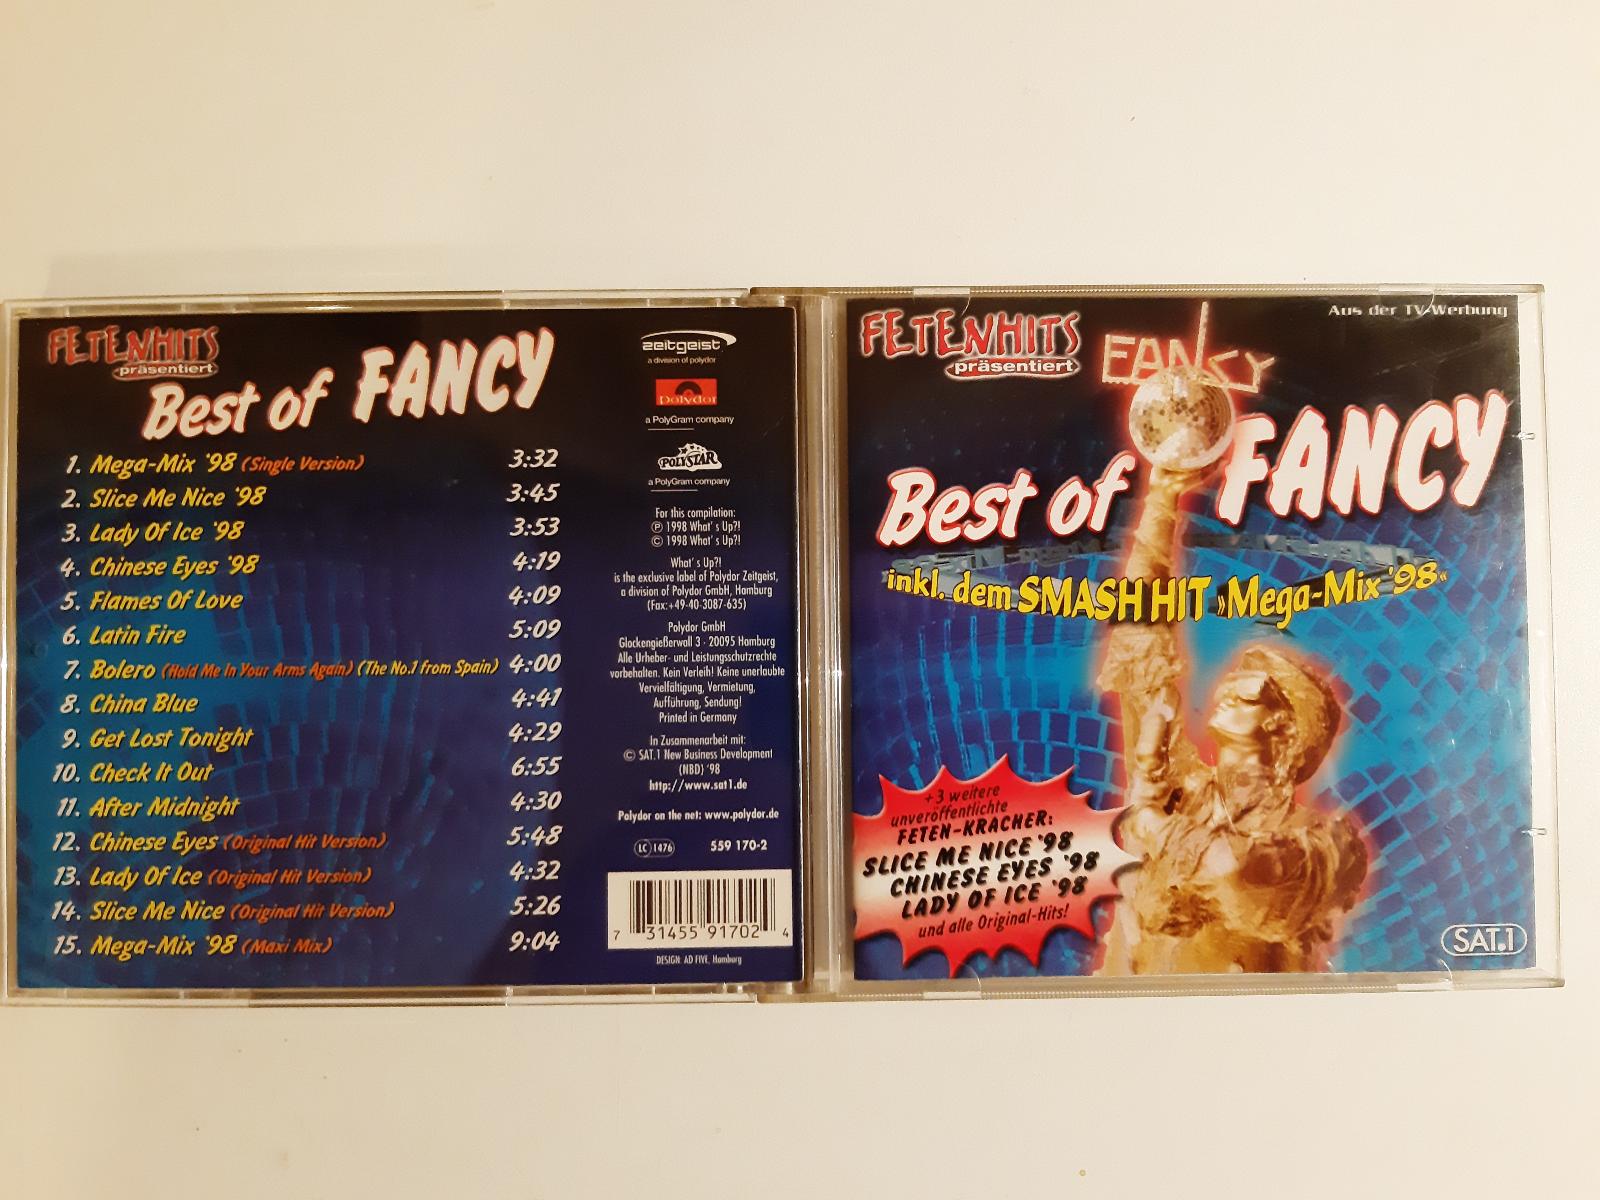 FETENHITS
präsentiert
Best of FANCY
1. Mega-Mix '98 (Single Version) 3:32
2. Slice Me Nice '98 3:45
3. Lady Of Ice '98 3:53
4. Chinese Eyes '98 4:19
5. Flames Of Love 4:09
6. Latin Fire 5:09
7. Bolero (Hold Me In Your Arms Again) (The No.1 from Spain) 4:00
8. China Blue 4:41
9. Get Lost Tonight 4:29
10. Check It Out 6:55
11. After Midnight 4:30
12. Chinese Eyes (Original Hit Version) 5:48
13. Lady Of Ice (Original Hit Version) 4:32
14. Slice Me Nice (Original Hit Version) 5:26
15. Mega-Mix '98 (Maxi Mix) 9:04
zeitgeist
a division of polydor
Polydor
a PolyGram company
POLYSTAR
a PolyGram company
For this compilation:
℗ 1998 What's Up?!
© 1998 What's Up?!
What's Up?!
is the exclusive label of Polydor Zeitgeist,
a division of Polydor GmbH, Hamburg
(Fax:+49-40-3087-635)
Polydor GmbH
Glockengießerwall 3 · 20095 Hamburg
Alle Urheber- und Leistungsschutzrechte
vorbehalten. Kein Verleih! Keine unerlaubte
Vervielfältigung, Vermietung,
Aufführung, Sendung!
Printed in Germany
In Zusammenarbeit mit:
© SAT.1 New Business Development
(NBD) '98
http://www.sat1.de
Polydor on the net: www.polydor.de
LC 1476 559 170-2
7 31455 91702 4
DESIGN: AD FIVE, Hamburg
FETENHITS
präsentiert
Aus der TV-Werbung
FANCY
Best of FANCY
inkl. dem SMASH HIT »Mega-Mix '98«
+3 weitere
unveröffentlichte
FETEN-KRACHER:
SLICE ME NICE '98
CHINESE EYES '98
LADY OF ICE '98
und alle Original-Hits!
SAT.1